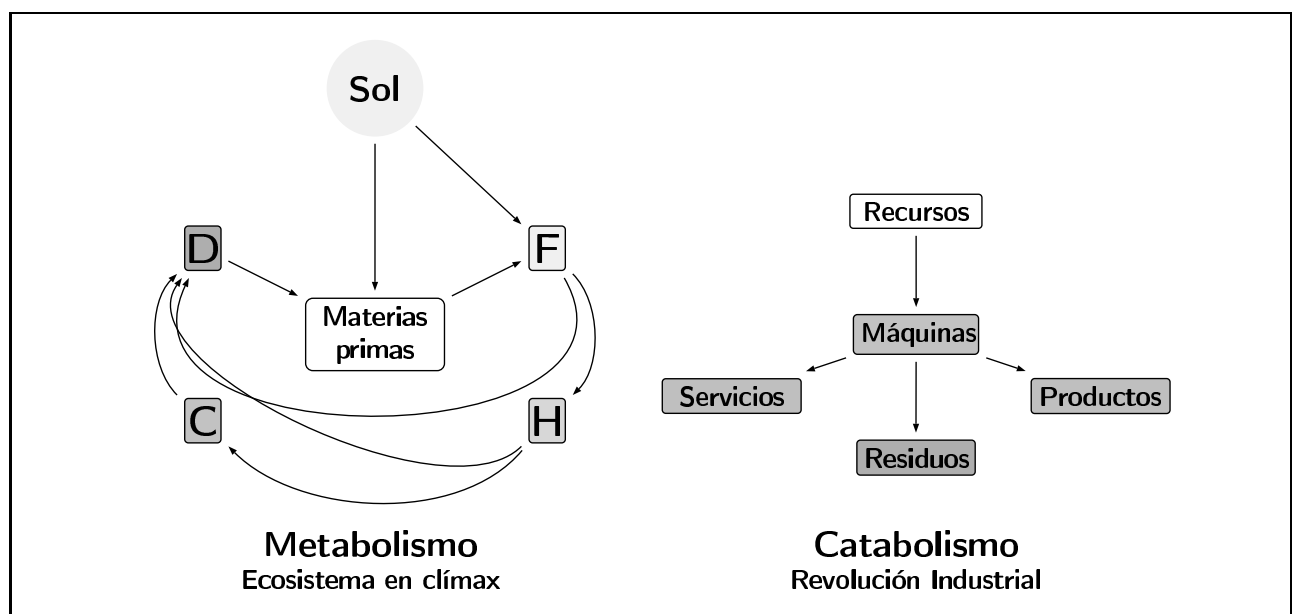 Sol
D
F
Materias
primas
C
H
Metabolismo
Ecosistema en clímax
Recursos
Máquinas
Servicios
Productos
Residuos
Catabolismo
Revolución Industrial